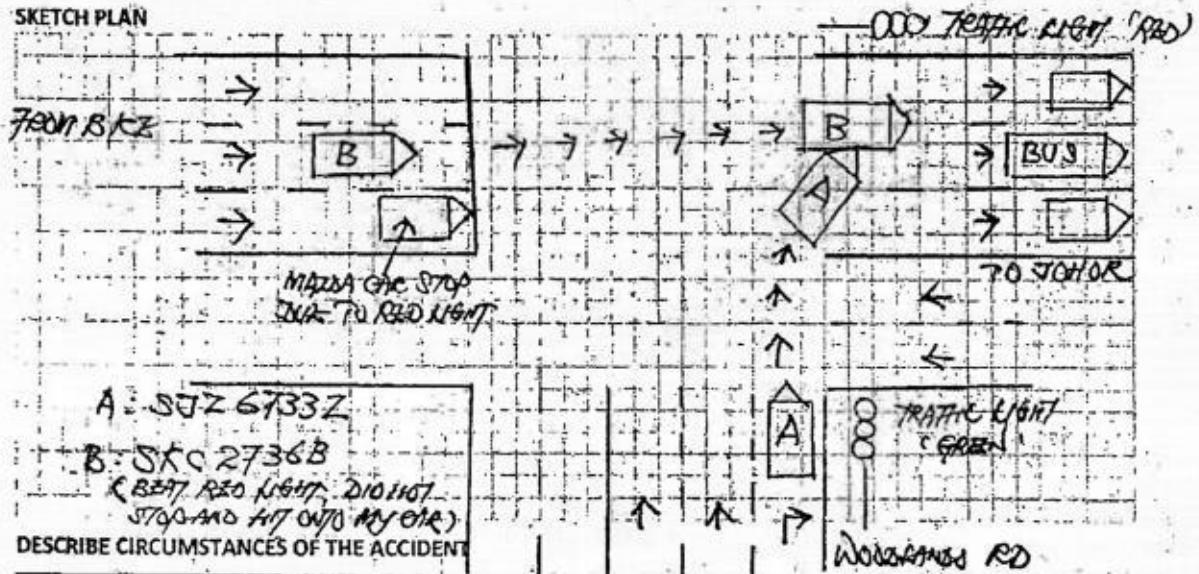 SKETCH PLAN
TRAFFIC LIGHT (RED)
FROM BKE
B
B
A
BUS
MAZDA CAR STOP
DUE TO RED LIGHT
TO JOHOR
A - SJZ 6733Z
B - SKC 2736B
(BEAT RED LIGHT, DID NOT
STOP AND HIT ONTO MY CAR)
A
TRAFFIC LIGHT
(GREEN)
DESCRIBE CIRCUMSTANCES OF THE ACCIDENT
WOODLANDS RD